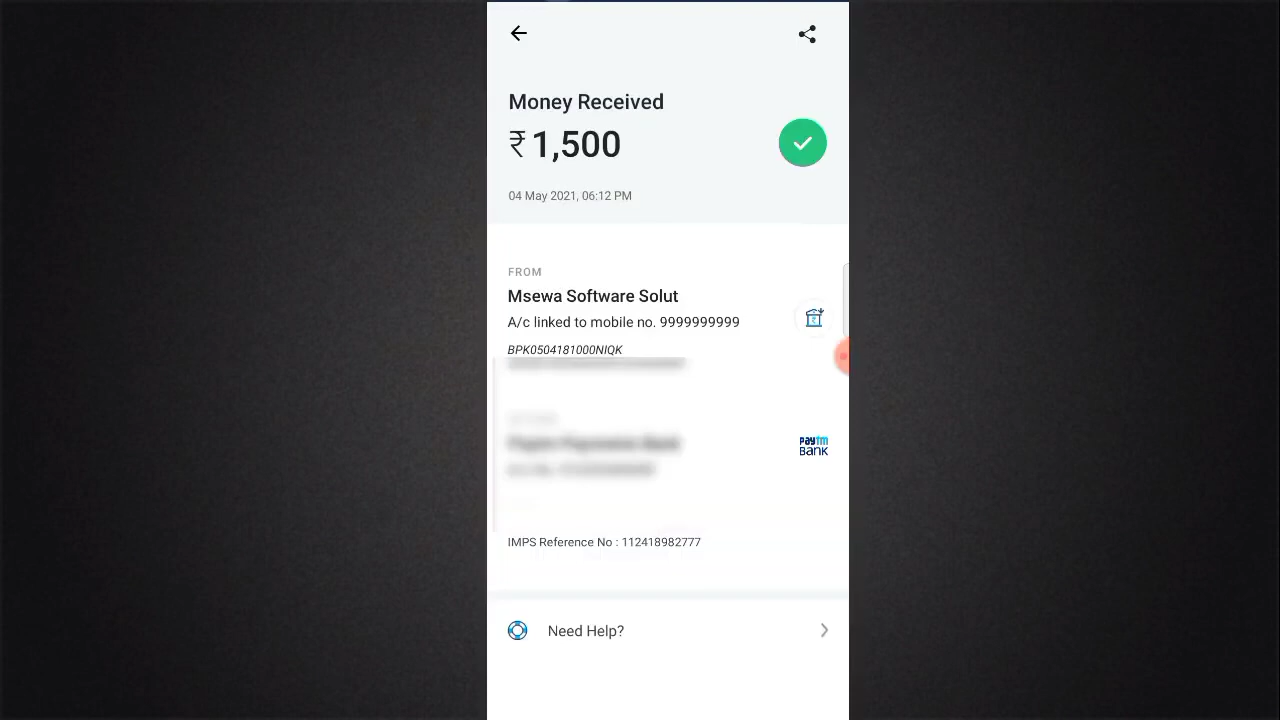 Money Received
₹1,500
04 May 2021, 06:12 PM
FROM
Msewa Software Solut
A/c linked to mobile no. 9999999999
BPK0504181000NIQK
paytm
BANK
IMPS Reference No : 112418982777
Need Help?